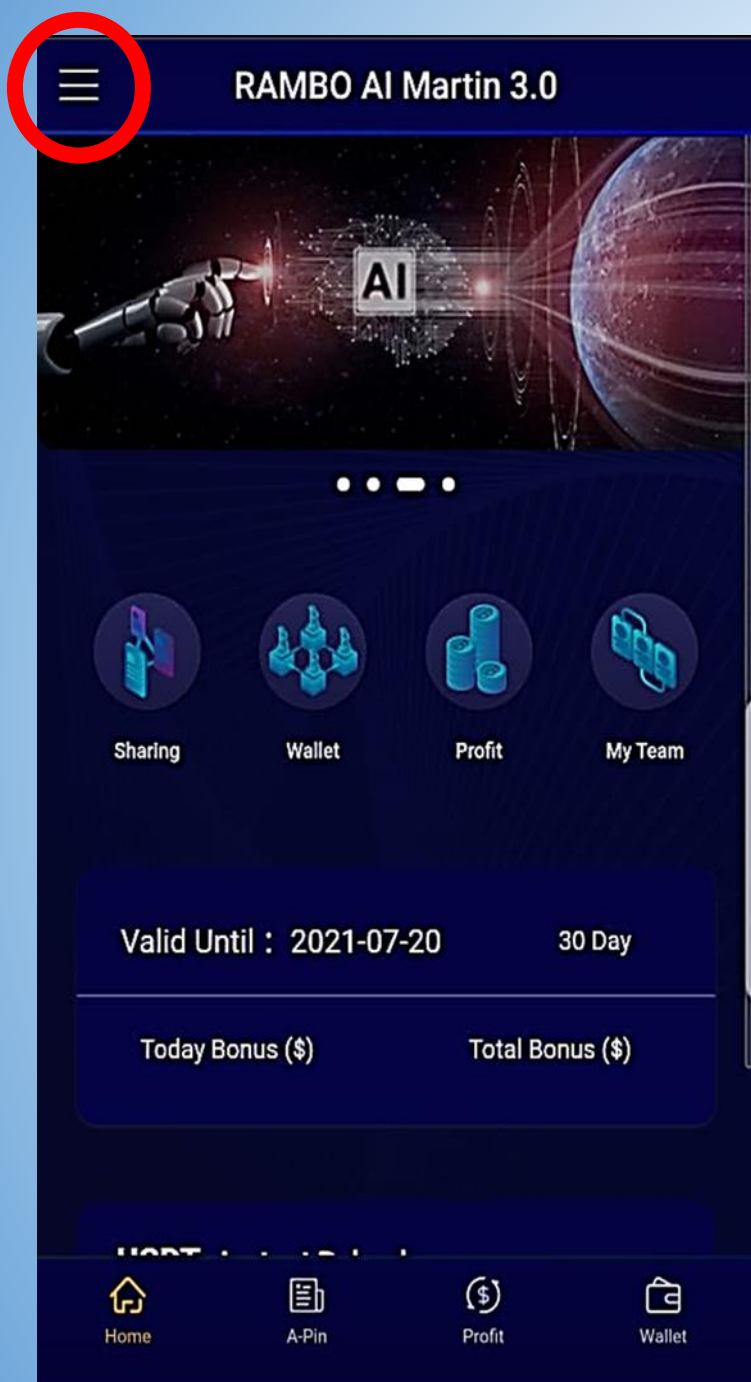 RAMBO AI Martin 3.0
AI
Sharing Wallet Profit My Team
Valid Until : 2021-07-20 30 Day
Today Bonus ($) Total Bonus ($)
Home A-Pin Profit Wallet